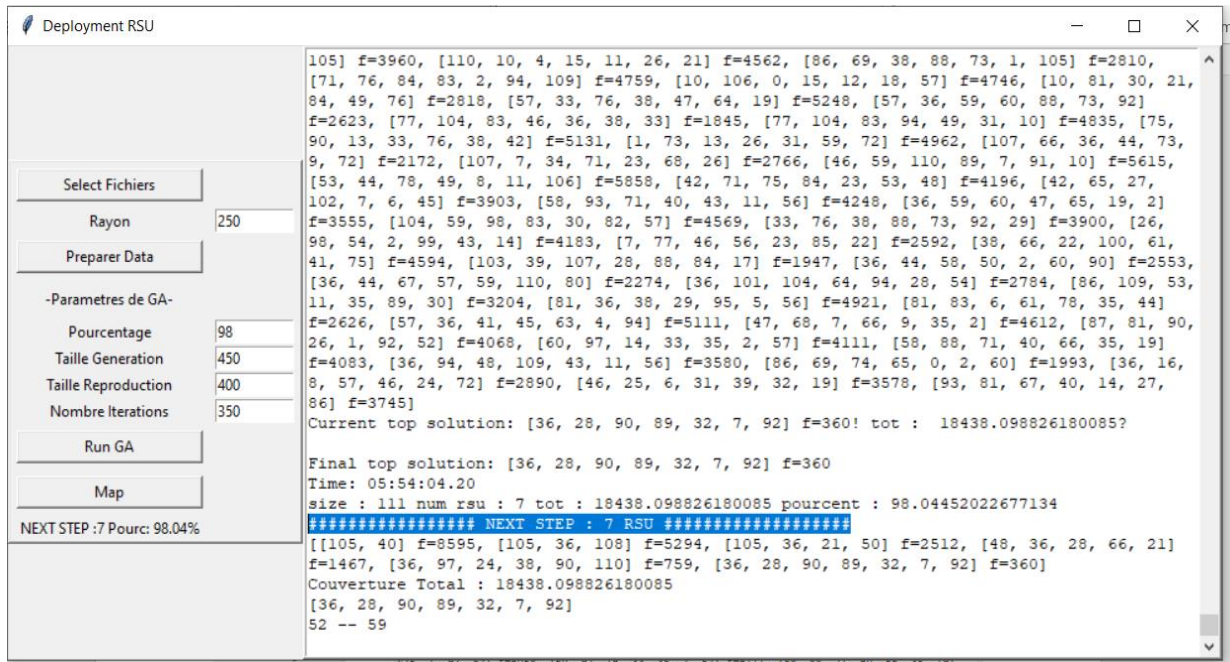 Deployment RSU
Select Fichiers
Rayon 250
Preparer Data
-Parametres de GA-
Pourcentage 98
Taille Generation 450
Taille Reproduction 400
Nombre Iterations 350
Run GA
Map
NEXT STEP :7 Pourc: 98.04%
105] f=3960, [110, 10, 4, 15, 11, 26, 21] f=4562, [86, 69, 38, 88, 73, 1, 105] f=2810,
[71, 76, 84, 83, 2, 94, 109] f=4759, [10, 106, 0, 15, 12, 18, 57] f=4746, [10, 81, 30, 21,
84, 49, 76] f=2818, [57, 33, 76, 38, 47, 64, 19] f=5248, [57, 36, 59, 60, 88, 73, 92]
f=2623, [77, 104, 83, 46, 36, 38, 33] f=1845, [77, 104, 83, 94, 49, 31, 10] f=4835, [75,
90, 13, 33, 76, 38, 42] f=5131, [1, 73, 13, 26, 31, 59, 72] f=4962, [107, 66, 36, 44, 73,
9, 72] f=2172, [107, 7, 34, 71, 23, 68, 26] f=2766, [46, 59, 110, 89, 7, 91, 10] f=5615,
[53, 44, 78, 49, 8, 11, 106] f=5858, [42, 71, 75, 84, 23, 53, 48] f=4196, [42, 65, 27,
102, 7, 6, 45] f=3903, [58, 93, 71, 40, 43, 11, 56] f=4248, [36, 59, 60, 47, 65, 19, 2]
f=3555, [104, 59, 98, 83, 30, 82, 57] f=4569, [33, 76, 38, 88, 73, 92, 29] f=3900, [26,
98, 54, 2, 99, 43, 14] f=4183, [7, 77, 46, 56, 23, 85, 22] f=2592, [38, 66, 22, 100, 61,
41, 75] f=4594, [103, 39, 107, 28, 88, 84, 17] f=1947, [36, 44, 58, 50, 2, 60, 90] f=2553,
[36, 44, 67, 57, 59, 110, 80] f=2274, [36, 101, 104, 64, 94, 28, 54] f=2784, [86, 109, 53,
11, 35, 89, 30] f=3204, [81, 36, 38, 29, 95, 5, 56] f=4921, [81, 83, 6, 61, 78, 35, 44]
f=2626, [57, 36, 41, 45, 63, 4, 94] f=5111, [47, 68, 7, 66, 9, 35, 2] f=4612, [87, 81, 90,
26, 1, 92, 52] f=4068, [60, 97, 14, 33, 35, 2, 57] f=4111, [58, 88, 71, 40, 66, 35, 19]
f=4083, [36, 94, 48, 109, 43, 11, 56] f=3580, [86, 69, 74, 65, 0, 2, 60] f=1993, [36, 16,
8, 57, 46, 24, 72] f=2890, [46, 25, 6, 31, 39, 32, 19] f=3578, [93, 81, 67, 40, 14, 27,
86] f=3745]
Current top solution: [36, 28, 90, 89, 32, 7, 92] f=360! tot :  18438.098826180085?
Final top solution: [36, 28, 90, 89, 32, 7, 92] f=360
Time: 05:54:04.20
size : 111 num rsu : 7 tot : 18438.098826180085 pourcent : 98.04452022677134
################# NEXT STEP : 7 RSU ###################
[[105, 40] f=8595, [105, 36, 108] f=5294, [105, 36, 21, 50] f=2512, [48, 36, 28, 66, 21]
f=1467, [36, 97, 24, 38, 90, 110] f=759, [36, 28, 90, 89, 32, 7, 92] f=360]
Couverture Total : 18438.098826180085
[36, 28, 90, 89, 32, 7, 92]
52 -- 59